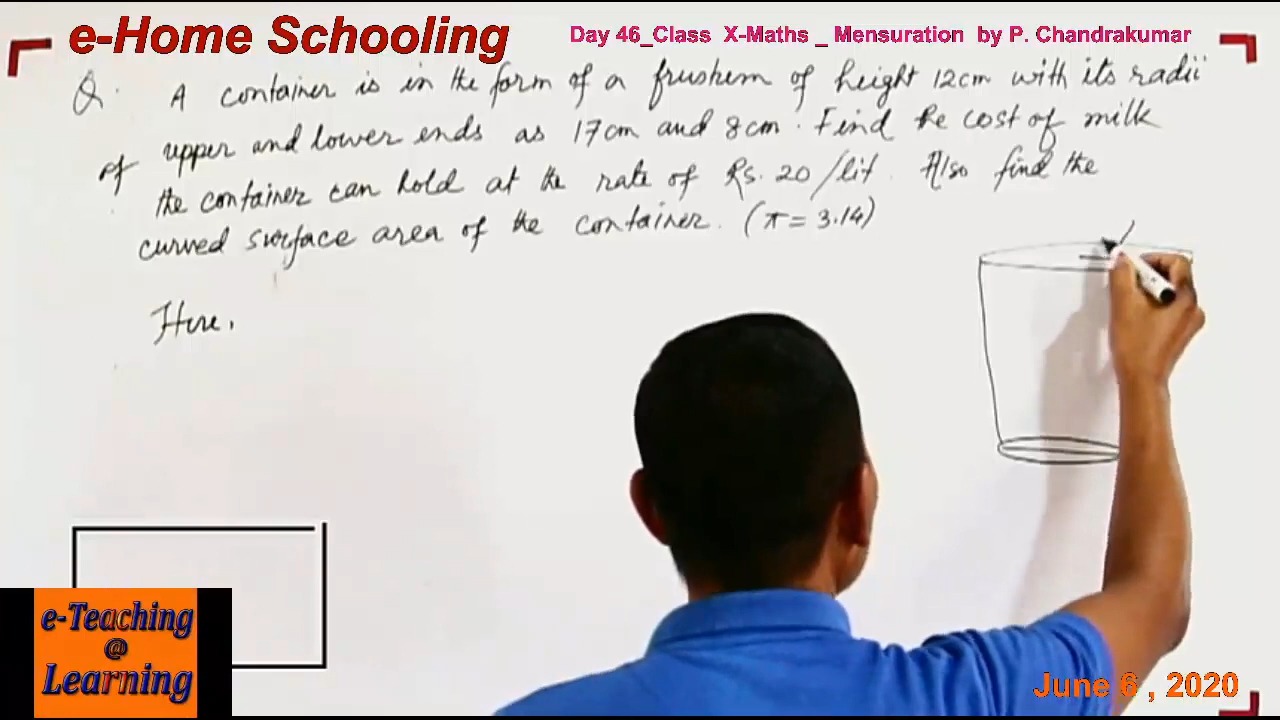 e-Home Schooling
Day 46_Class X-Maths _ Mensuration by P. Chandrakumar
Q. A container is in the form of a frustem of height 12cm with its radii
of upper and lower ends as 17cm and 8cm. Find the cost of milk
the container can hold at the rate of Rs. 20/lit. Also find the
curved surface area of the container. (π = 3.14)
Here,
e-Teaching
@
Learning
June 6 , 2020